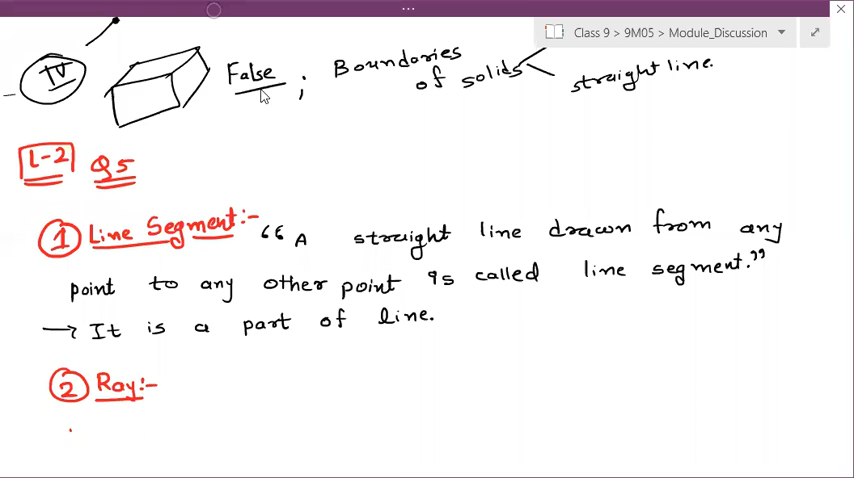 ...
Class 9 > 9M05 > Module_Discussion
IV False ; Boundaries
of solids straight line.
L-2 Q5
1 Line Segment:- “ A straight line drawn from any
point to any other point is called line segment.”
→ It is a part of line.
2 Ray:-